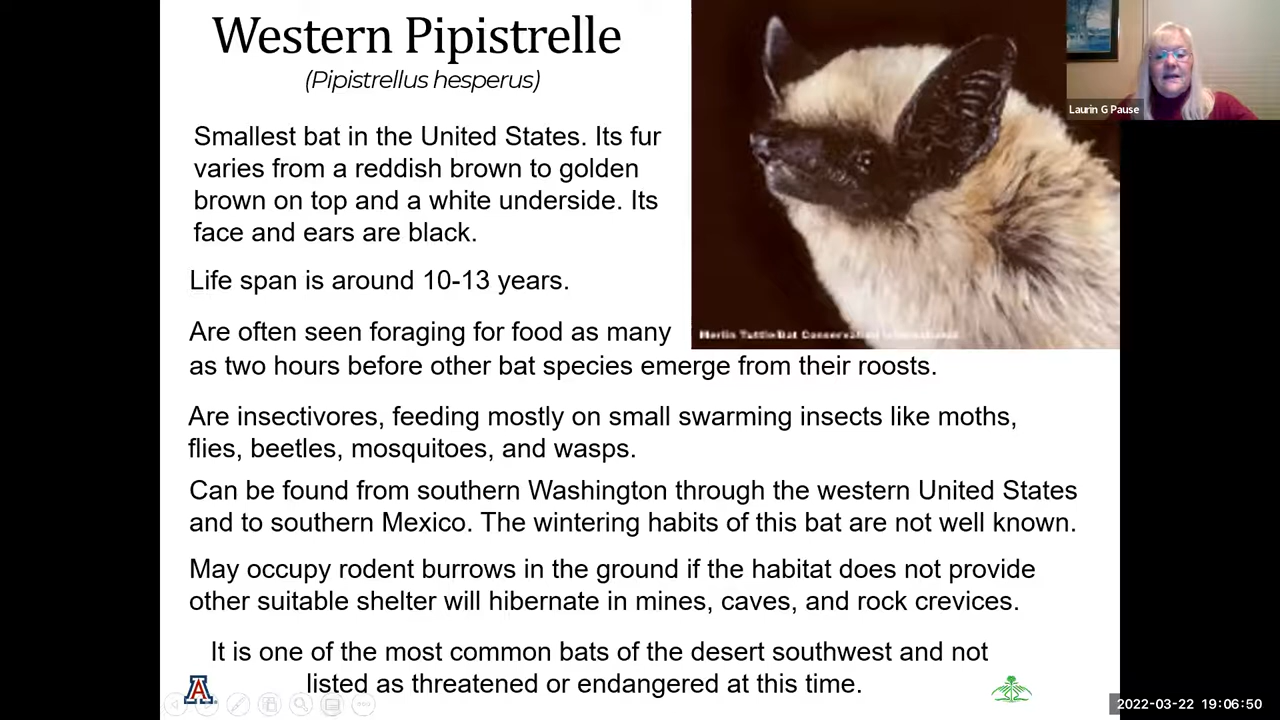 Western Pipistrelle
(Pipistrellus hesperus)
Laurin G Pause
Smallest bat in the United States. Its fur
varies from a reddish brown to golden
brown on top and a white underside. Its
face and ears are black.
Life span is around 10-13 years.
Are often seen foraging for food as many
as two hours before other bat species emerge from their roosts.
Merlin Tuttle/Bat Conservation International
Are insectivores, feeding mostly on small swarming insects like moths,
flies, beetles, mosquitoes, and wasps.
Can be found from southern Washington through the western United States
and to southern Mexico. The wintering habits of this bat are not well known.
May occupy rodent burrows in the ground if the habitat does not provide
other suitable shelter will hibernate in mines, caves, and rock crevices.
It is one of the most common bats of the desert southwest and not
listed as threatened or endangered at this time.
A
2022-03-22 19:06:50